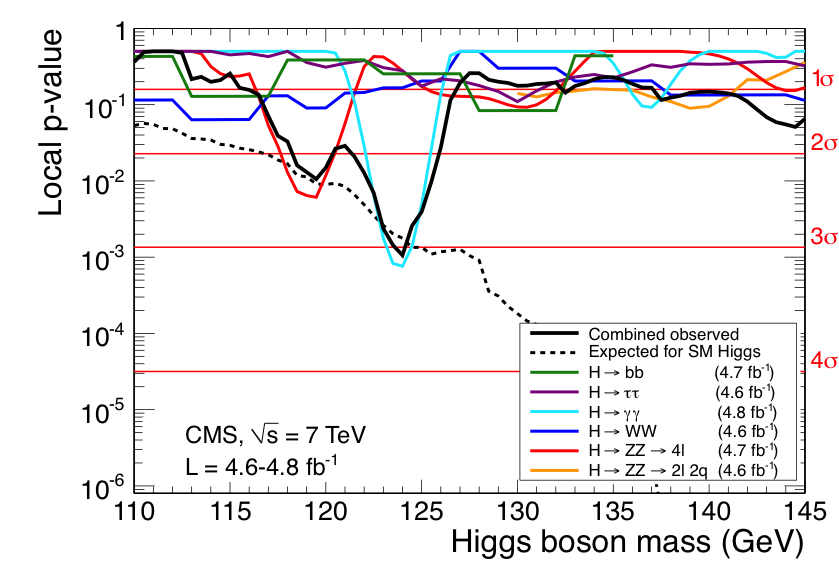 Local p-value
1
10⁻¹
10⁻²
10⁻³
10⁻⁴
10⁻⁵
10⁻⁶
1σ
2σ
3σ
4σ
Combined observed
Expected for SM Higgs
H → bb (4.7 fb⁻¹)
H → ττ (4.6 fb⁻¹)
H → γγ (4.8 fb⁻¹)
H → WW (4.6 fb⁻¹)
H → ZZ → 4l (4.7 fb⁻¹)
H → ZZ → 2l 2q (4.6 fb⁻¹)
CMS, √s = 7 TeV
L = 4.6-4.8 fb⁻¹
110 115 120 125 130 135 140 145
Higgs boson mass (GeV)